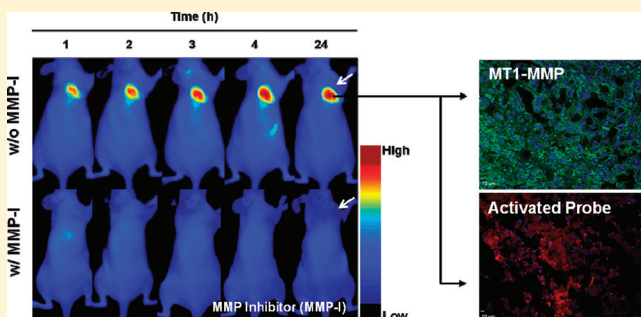 Time (h)
1 2 3 4 24
w/o MMP-I
w/ MMP-I
High
Low
MMP Inhibitor (MMP-I)
MT1-MMP
Activated Probe